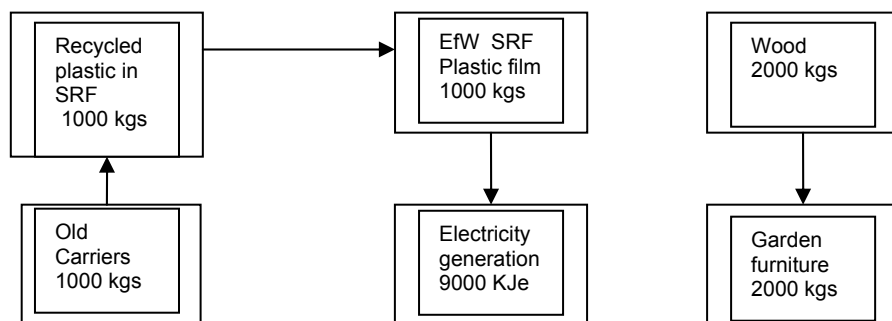 Recycled
plastic in
SRF
1000 kgs
EfW SRF
Plastic film
1000 kgs
Wood
2000 kgs
Old
Carriers
1000 kgs
Electricity
generation
9000 KJe
Garden
furniture
2000 kgs